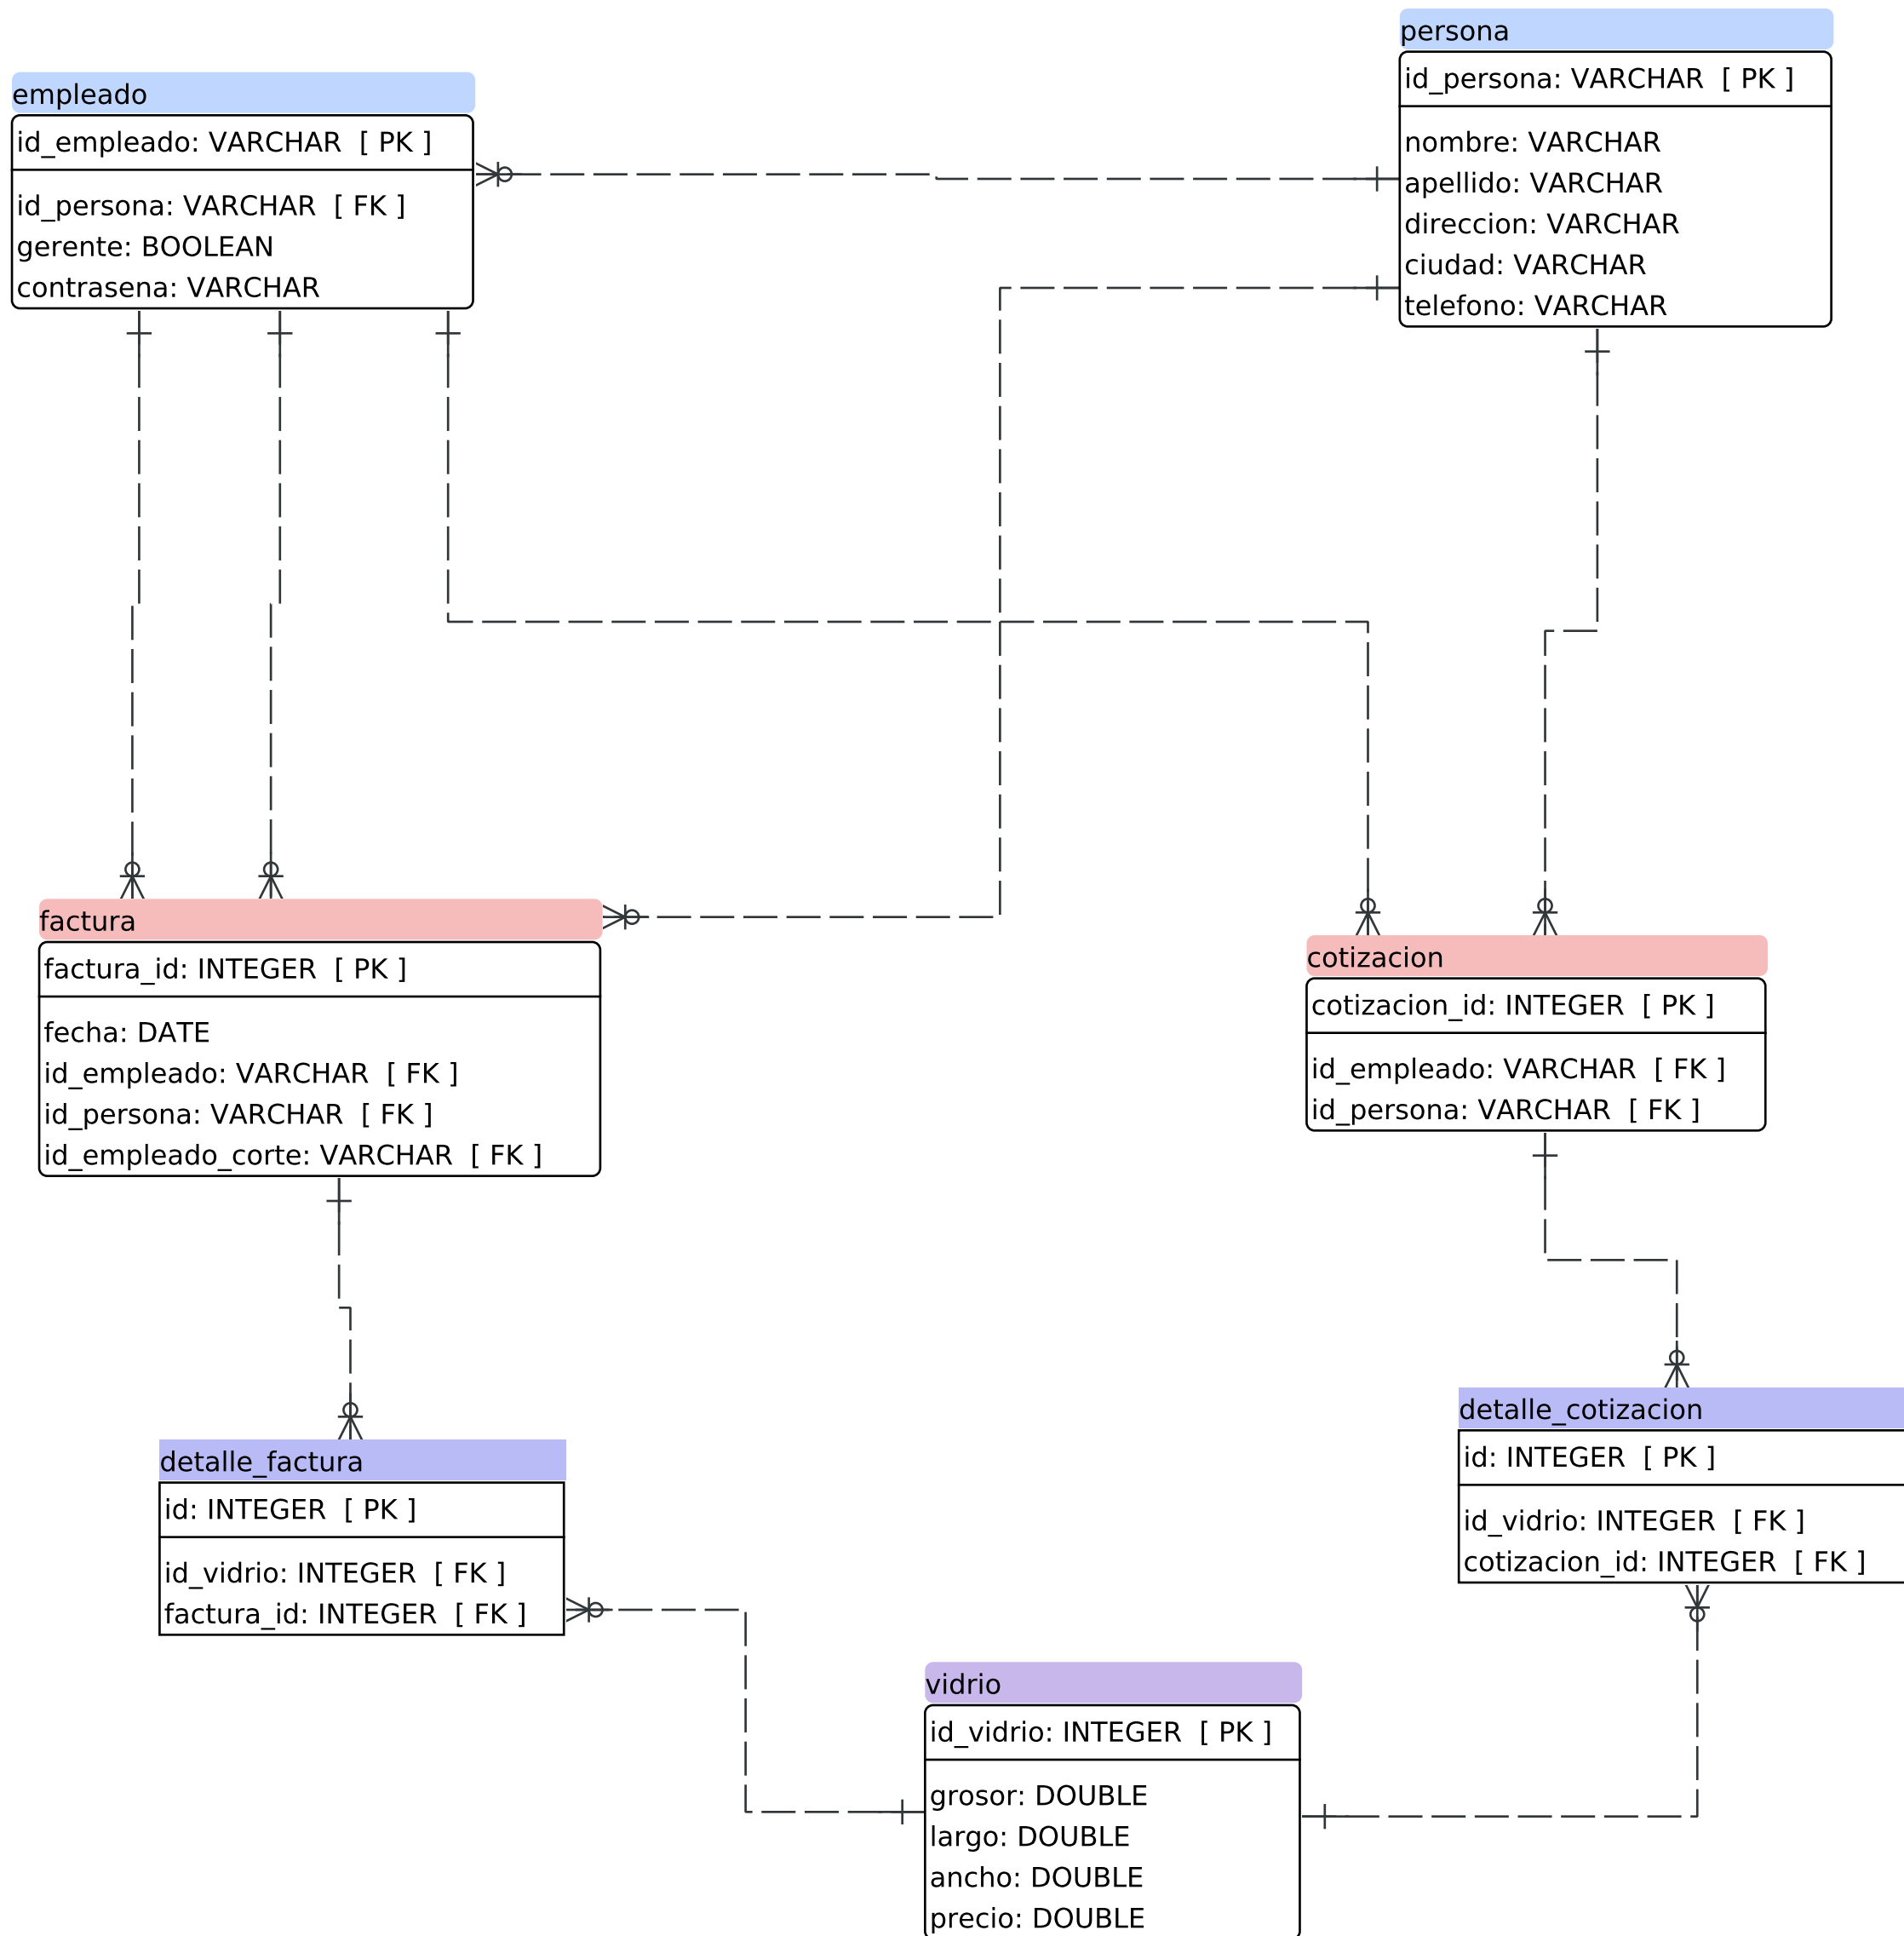 persona
id_persona: VARCHAR [ PK ]
nombre: VARCHAR
apellido: VARCHAR
direccion: VARCHAR
ciudad: VARCHAR
telefono: VARCHAR
empleado
id_empleado: VARCHAR [ PK ]
id_persona: VARCHAR [ FK ]
gerente: BOOLEAN
contrasena: VARCHAR
factura
factura_id: INTEGER [ PK ]
fecha: DATE
id_empleado: VARCHAR [ FK ]
id_persona: VARCHAR [ FK ]
id_empleado_corte: VARCHAR [ FK ]
cotizacion
cotizacion_id: INTEGER [ PK ]
id_empleado: VARCHAR [ FK ]
id_persona: VARCHAR [ FK ]
detalle_cotizacion
id: INTEGER [ PK ]
id_vidrio: INTEGER [ FK ]
cotizacion_id: INTEGER [ FK ]
detalle_factura
id: INTEGER [ PK ]
id_vidrio: INTEGER [ FK ]
factura_id: INTEGER [ FK ]
vidrio
id_vidrio: INTEGER [ PK ]
grosor: DOUBLE
largo: DOUBLE
ancho: DOUBLE
precio: DOUBLE